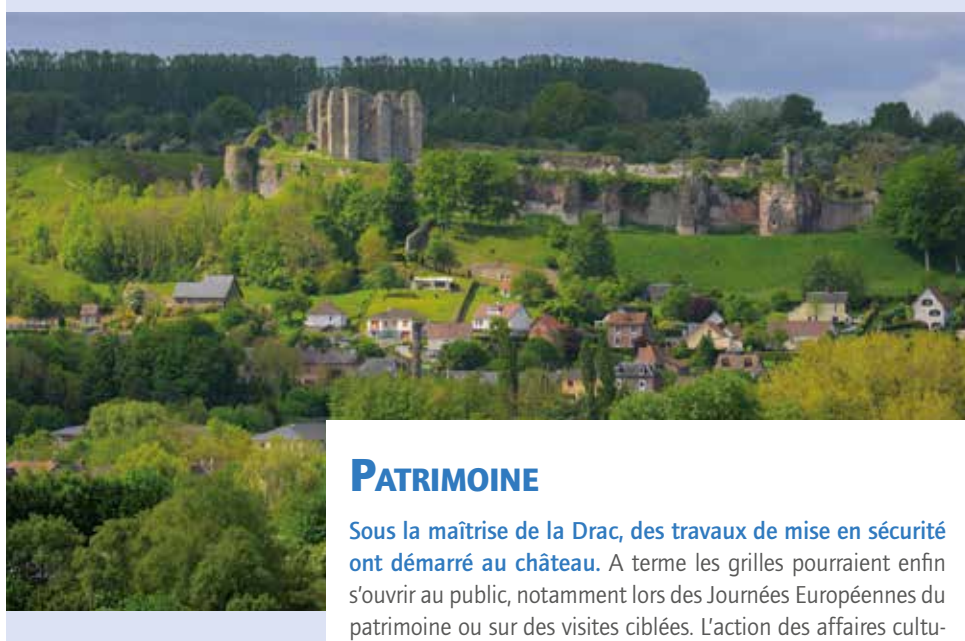 PATRIMOINE
Sous la maîtrise de la Drac, des travaux de mise en sécurité
ont démarré au château. A terme les grilles pourraient enfin
s'ouvrir au public, notamment lors des Journées Européennes du
patrimoine ou sur des visites ciblées. L'action des affaires cultu-